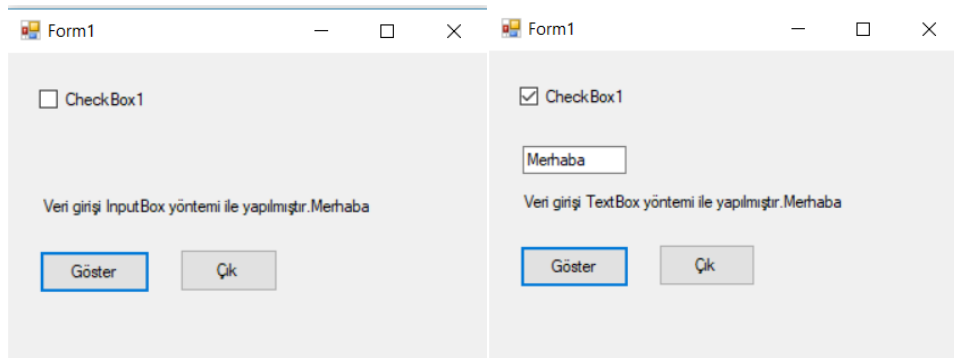 Form1
CheckBox1
Veri girişi InputBox yöntemi ile yapılmıştır.Merhaba
Göster
Çık
Form1
CheckBox1
Merhaba
Veri girişi TextBox yöntemi ile yapılmıştır.Merhaba
Göster
Çık